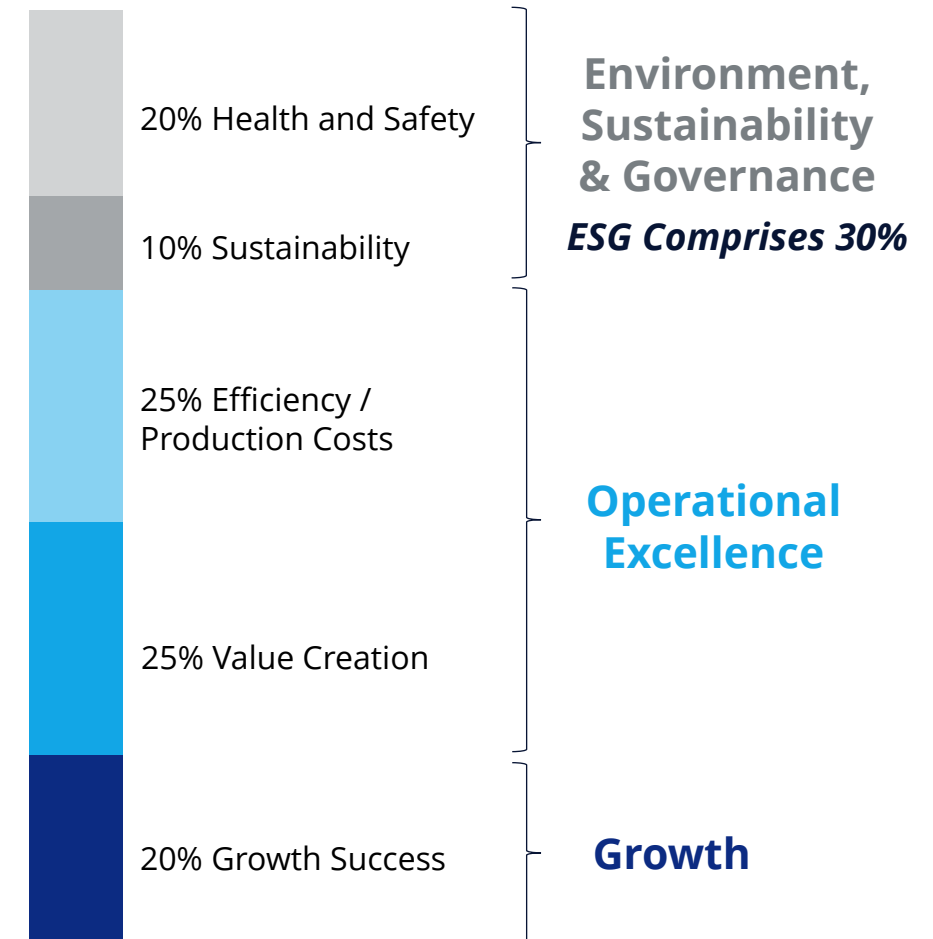 20% Health and Safety
10% Sustainability
Environment,
Sustainability
& Governance
ESG Comprises 30%
25% Efficiency /
Production Costs
25% Value Creation
Operational
Excellence
20% Growth Success
Growth